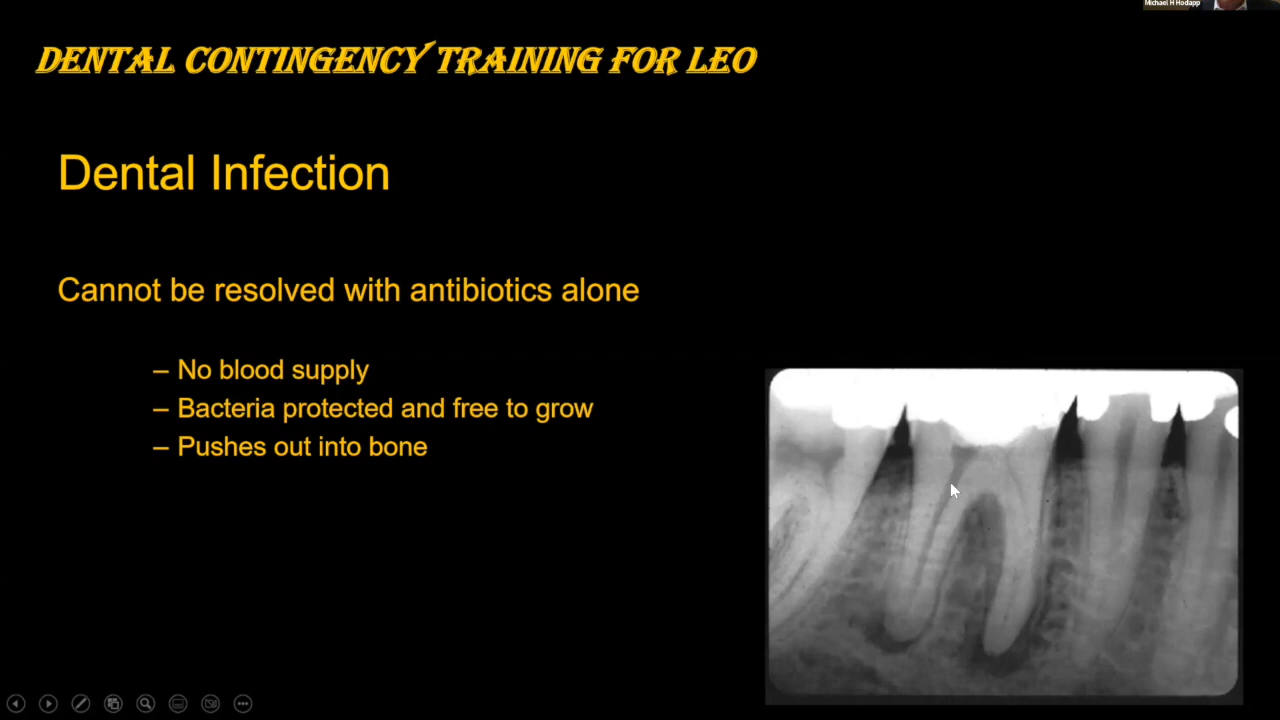 Michael H Hodapp
DENTAL CONTINGENCY TRAINING FOR LEO
Dental Infection
Cannot be resolved with antibiotics alone
– No blood supply
– Bacteria protected and free to grow
– Pushes out into bone